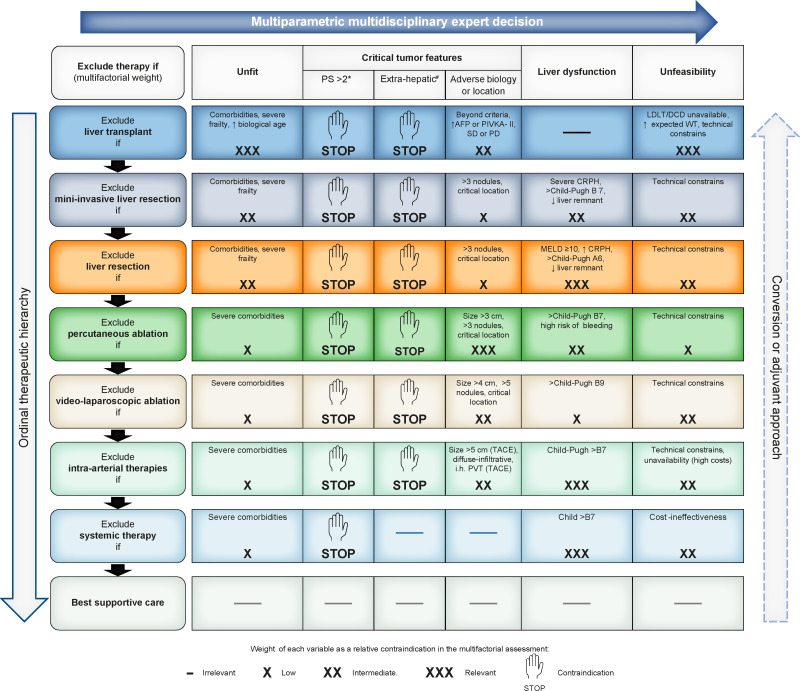 Multiparametric multidisciplinary expert decision
Exclude therapy if
(multifactorial weight)
Unfit
Critical tumor features
PS >2*
Extra-hepatic#
Adverse biology
or location
Liver dysfunction
Unfeasibility
Ordinal therapeutic hierarchy
Conversion or adjuvant approach
Exclude
liver transplant
if
Comorbidities, severe
frailty, ↑ biological age
XXX
STOP
STOP
Beyond criteria,
↑AFP or PIVKA- II,
SD or PD
XX
—
LDLT/DCD unavailable,
↑ expected WT, technical
constrains
XXX
Exclude
mini-invasive liver resection
if
Comorbidities, severe
frailty
XX
STOP
STOP
>3 nodules,
critical location
X
Severe CRPH,
>Child-Pugh B 7,
↓ liver remnant
XX
Technical constrains
XX
Exclude
liver resection
if
Comorbidities, severe
frailty
XX
STOP
STOP
>3 nodules,
critical location
X
MELD ≥10, ↑ CRPH,
>Child-Pugh A6,
↓ liver remnant
XXX
Technical constrains
XX
Exclude
percutaneous ablation
if
Severe comorbidities
X
STOP
STOP
Size >3 cm,
>3 nodules,
critical location
XXX
>Child-Pugh B7,
high risk of bleeding
XX
Technical constrains
X
Exclude
video-laparoscopic ablation
if
Severe comorbidities
X
STOP
STOP
Size >4 cm, >5
nodules, critical
location
XX
>Child-Pugh B9
X
Technical constrains
XX
Exclude
intra-arterial therapies
if
Severe comorbidities
X
STOP
STOP
Size >5 cm (TACE),
diffuse-infiltrative,
i.h. PVT (TACE)
XX
Child-Pugh >B7
XXX
Technical constrains,
unavailability (high costs)
XX
Exclude
systemic therapy
if
Severe comorbidities
X
STOP
—
—
Child >B7
XXX
Cost-ineffectiveness
XX
Best supportive care
— — — — — —
Weight of each variable as a relative contraindication in the multifactorial assessment:
– Irrelevant X Low XX Intermediate. XXX Relevant STOP Contraindication